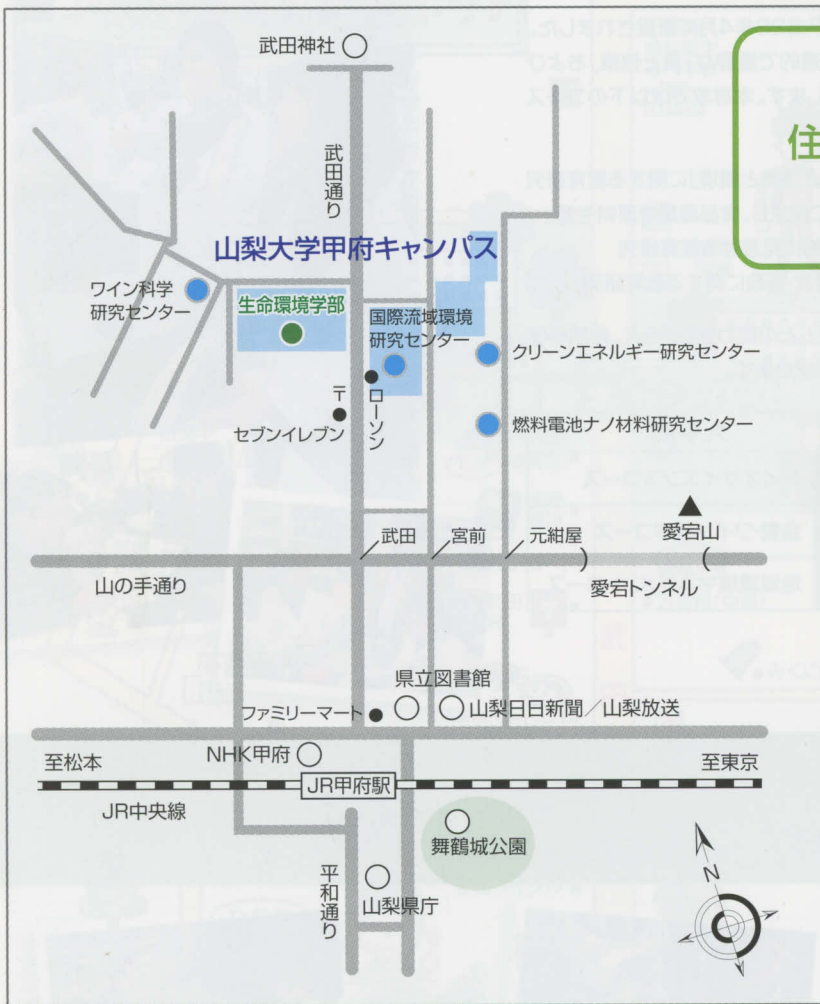 武田神社
武田通り
住
山梨大学甲府キャンパス
ワイン科学
研究センター
生命環境学部
国際流域環境
研究センター
クリーンエネルギー研究センター
〒
ローソン
セブンイレブン
燃料電池ナノ材料研究センター
武田
宮前
元紺屋
愛宕山
山の手通り
愛宕トンネル
県立図書館
ファミリーマート
山梨日日新聞／山梨放送
NHK甲府
至松本
至東京
JR甲府駅
JR中央線
舞鶴城公園
平和通り
山梨県庁
N